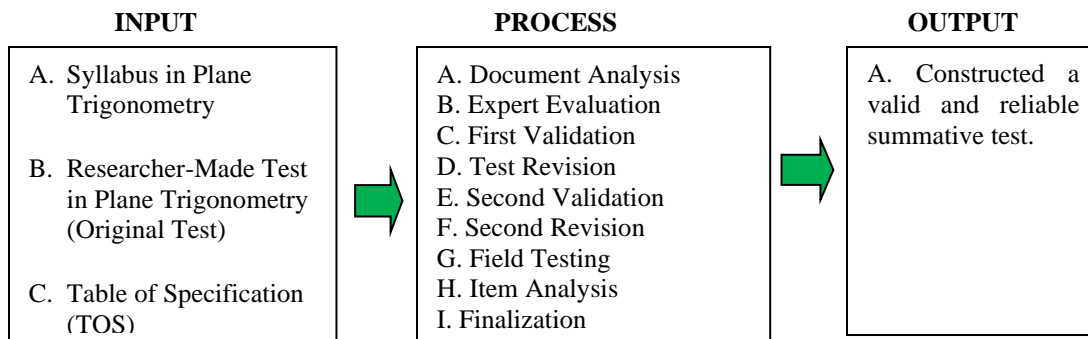 INPUT
A. Syllabus in Plane
Trigonometry
B. Researcher-Made Test
in Plane Trigonometry
(Original Test)
C. Table of Specification
(TOS)
PROCESS
A. Document Analysis
B. Expert Evaluation
C. First Validation
D. Test Revision
E. Second Validation
F. Second Revision
G. Field Testing
H. Item Analysis
I. Finalization
OUTPUT
A. Constructed a
valid and reliable
summative test.